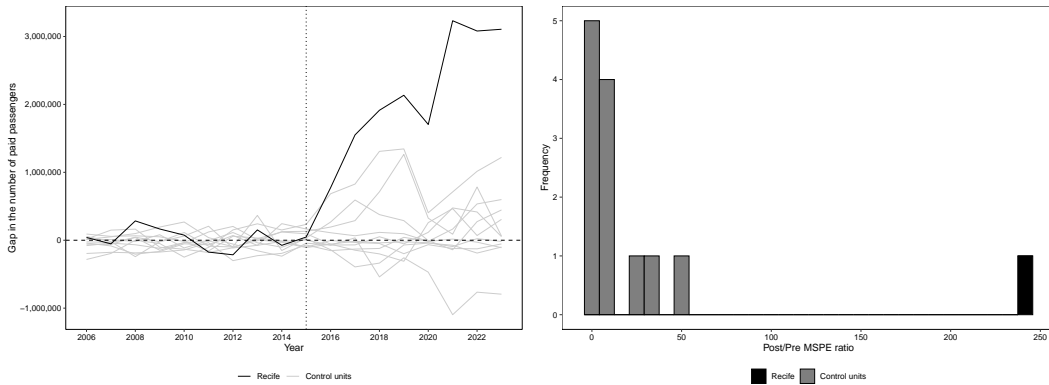 Gap in the number of paid passengers
3,000,000
2,000,000
1,000,000
0
−1,000,000
2006 2008 2010 2012 2014 2015 2016 2018 2020 2022
Year
Recife Control units
Frequency
5
4
3
2
1
0
0 50 100 150 200 250
Post/Pre MSPE ratio
Recife Control units